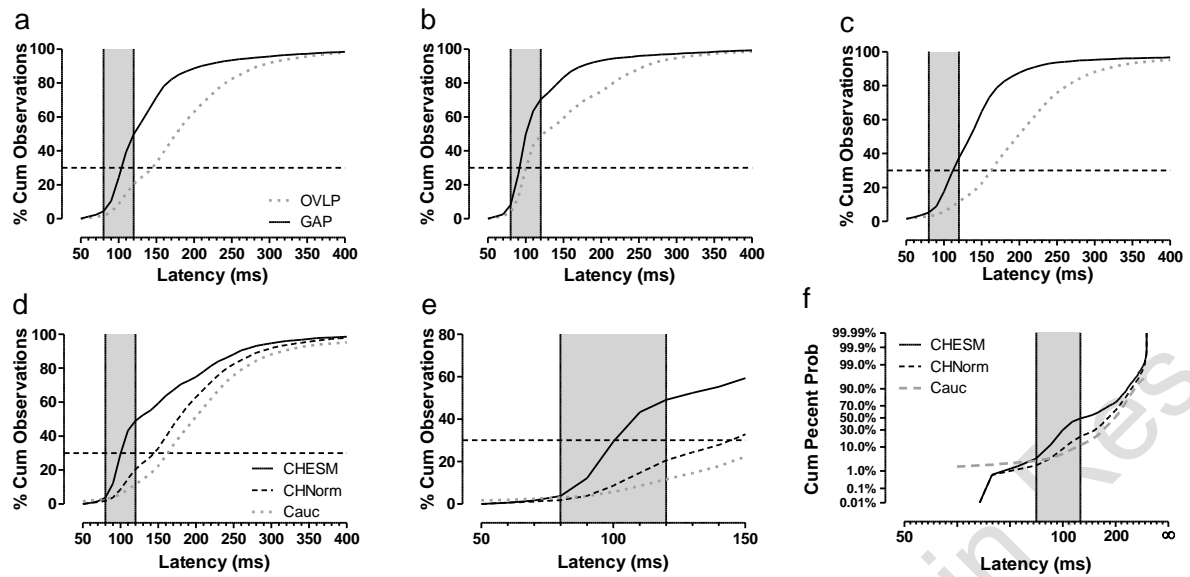 a
100
80
60
40
20
0
% Cum Observations
OVLP
GAP
50 100 150 200 250 300 350 400
Latency (ms)
b
100
80
60
40
20
0
% Cum Observations
50 100 150 200 250 300 350 400
Latency (ms)
c
100
80
60
40
20
0
% Cum Observations
50 100 150 200 250 300 350 400
Latency (ms)
d
100
80
60
40
20
0
% Cum Observations
CHESM
CHNorm
Cauc
50 100 150 200 250 300 350 400
Latency (ms)
e
80
60
40
20
0
% Cum Observations
50 100 150
Latency (ms)
f
99.99%
99.9%
99.0%
90.0%
70.0%
50.0%
30.0%
10.0%
1.0%
0.1%
0.01%
Cum Pecent Prob
CHESM
CHNorm
Cauc
50 100 200 ∞
Latency (ms)
in Res